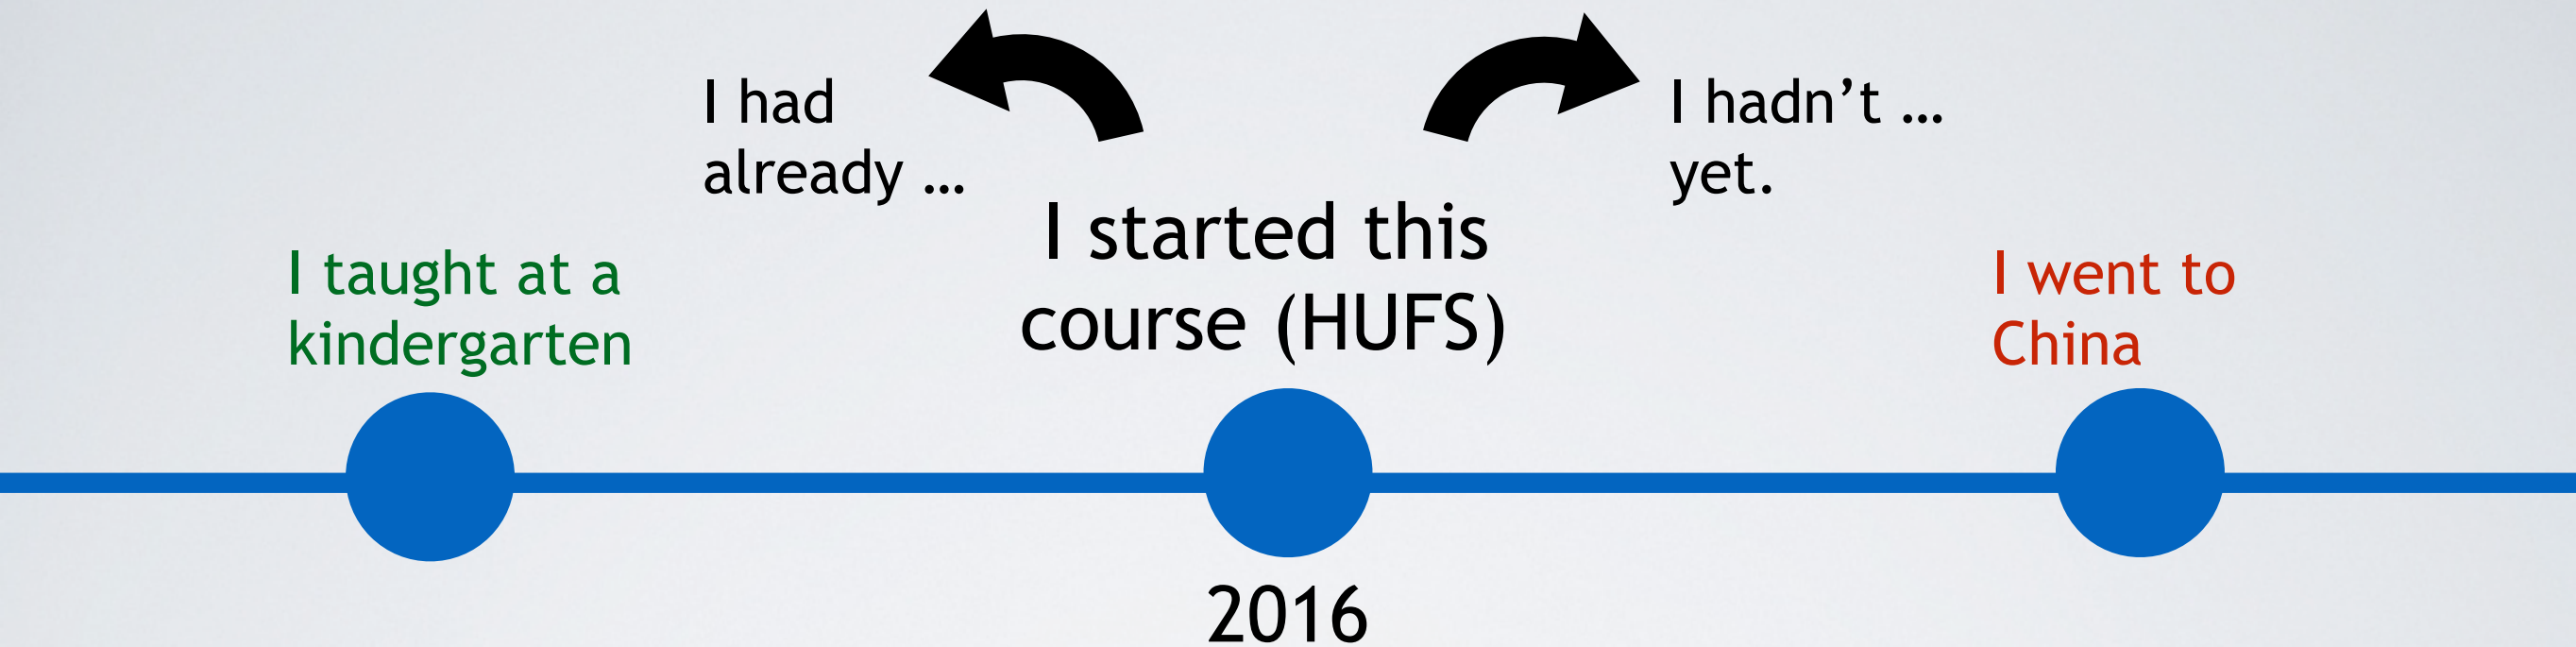 I had
already …
I hadn’t …
yet.
I taught at a
kindergarten
I started this
course (HUFS)
I went to
China
2016